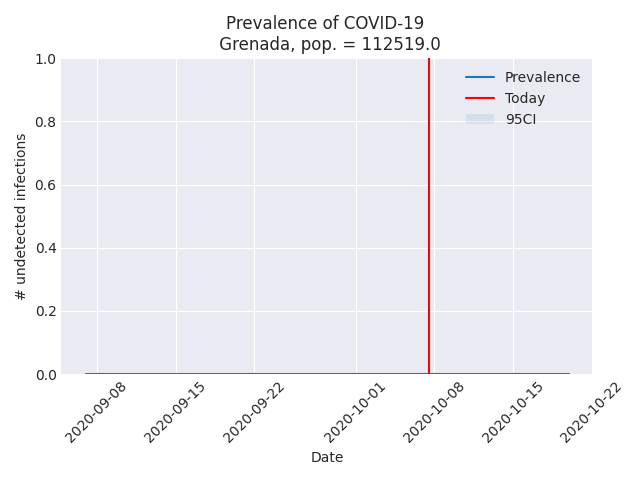 Prevalence of COVID-19
Grenada, pop. = 112519.0
Prevalence
Today
95CI
# undetected infections
1.0
0.8
0.6
0.4
0.2
0.0
2020-09-08
2020-09-15
2020-09-22
2020-10-01
2020-10-08
2020-10-15
2020-10-22
Date